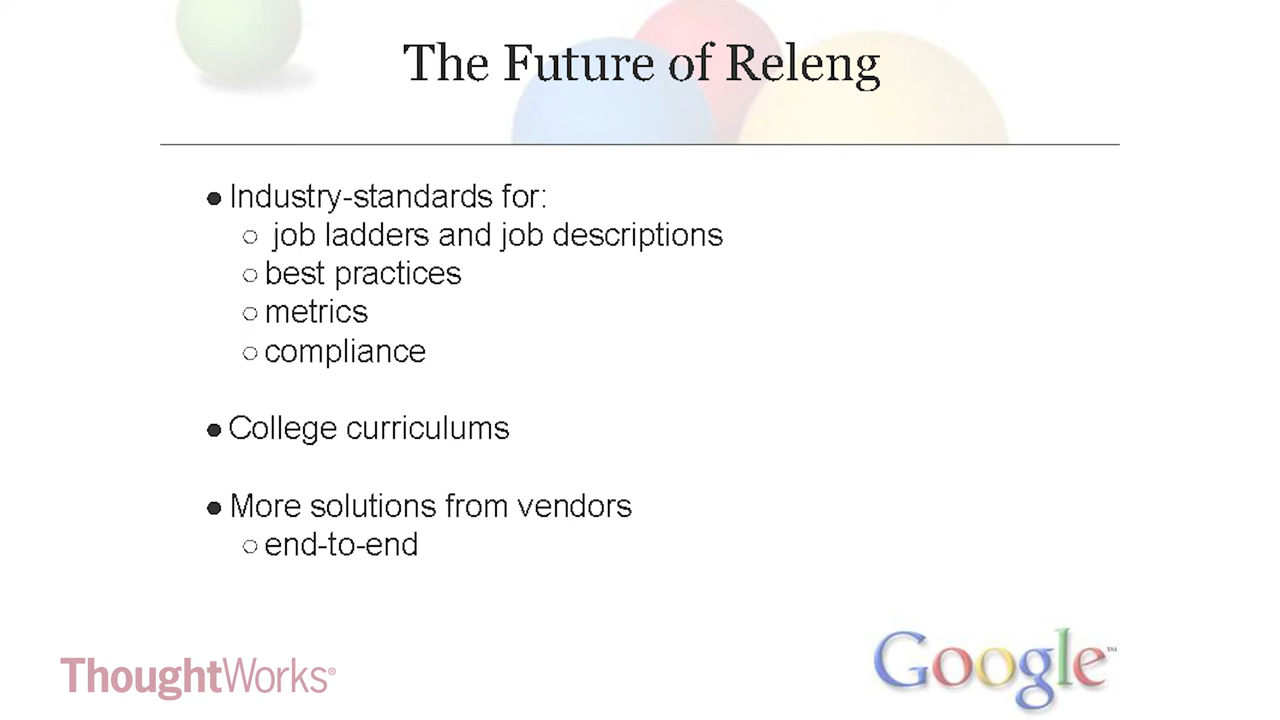 The Future of Releng
● Industry-standards for:
○ job ladders and job descriptions
○ best practices
○ metrics
○ compliance
● College curriculums
● More solutions from vendors
○ end-to-end
ThoughtWorks®
Google™